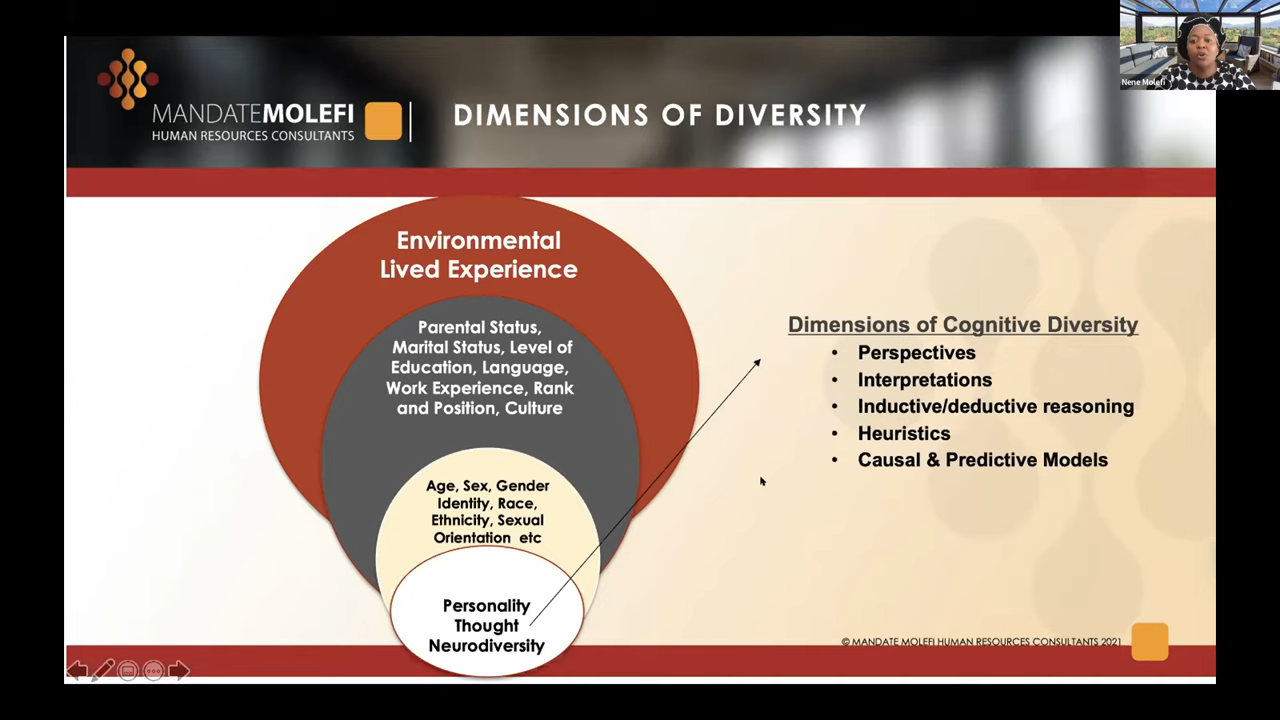 Nene Molefi
MANDATEMOLEFI
HUMAN RESOURCES CONSULTANTS
DIMENSIONS OF DIVERSITY
Environmental
Lived Experience
Parental Status,
Marital Status, Level of
Education, Language,
Work Experience, Rank
and Position, Culture
Age, Sex, Gender
Identity, Race,
Ethnicity, Sexual
Orientation etc
Personality
Thought
Neurodiversity
Dimensions of Cognitive Diversity
• Perspectives
• Interpretations
• Inductive/deductive reasoning
• Heuristics
• Causal & Predictive Models
© MANDATE MOLEFI HUMAN RESOURCES CONSULTANTS 2021